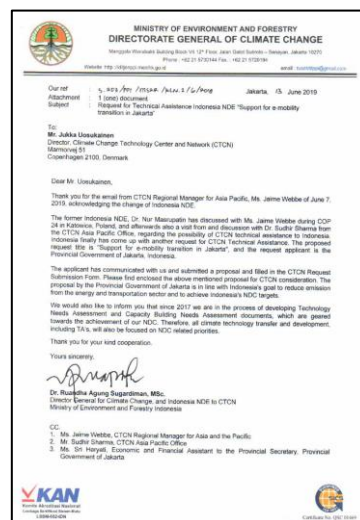 MINISTRY OF ENVIRONMENT AND FORESTRY
DIRECTORATE GENERAL OF CLIMATE CHANGE
Jakarta, 13 June 2019
Our ref :
Attachment : 1 (one) document
Subject : Request for Technical Assistance Indonesia NDE "Support for e-mobility
transition in Jakarta"
To:
Mr. Jukka Uosukainen,
Director, Climate Change Technology Center and Network (CTCN)
Marmorvej 51
Copenhagen 2100, Denmark
Dear Mr. Uosukainen,
Thank you for the email from CTCN Regional Manager for Asia Pacific, Ms. Jaime Webbe of June 7,
2019, acknowledging the change of Indonesia NDE.
The former Indonesia NDE, Dr. Nur Masripatin has discussed with Ms. Jaime Webbe during COP
24 in Katowice, Poland, and afterwards also a visit from and discussion with Dr. Sudhir Sharma from
the CTCN Asia Pacific Office, regarding the possibility of CTCN technical assistance to Indonesia.
Indonesia finally has come up with another request for CTCN Technical Assistance. The proposed
request title is "Support for e-mobility transition in Jakarta", and the request applicant is the
Provincial Government of Jakarta, Indonesia.
The applicant has communicated with us and submitted a proposal and filled in the CTCN Request
Submission Form. Please find enclosed the above mentioned proposal for CTCN consideration. The
proposal by the Provincial Government of Jakarta is in line with Indonesia's goal to reduce emission
from the energy and transportation sector and to achieve Indonesia's NDC targets.
We would also like to inform you that since 2017 we are in the process of developing Technology
Needs Assessment and Capacity Building Needs Assessment documents, which are geared
towards the achievement of our NDC. Therefore, all climate technology transfer and development,
including TA's, will also be focused on NDC related priorities.
Thank you for your kind cooperation.
Yours sincerely,
Dr. Ruandha Agung Sugardiman, MSc.
Director General for Climate Change, and Indonesia NDE to CTCN
Ministry of Environment and Forestry Indonesia
CC.
1. Ms. Jaime Webbe, CTCN Regional Manager for Asia and the Pacific
2. Mr. Sudhir Sharma, CTCN Asia Pacific Office
3. Ms. Sri Haryati, Economic and Financial Assistant to the Provincial Secretary, Provincial
Government of Jakarta
KAN
Komite Akreditasi Nasional